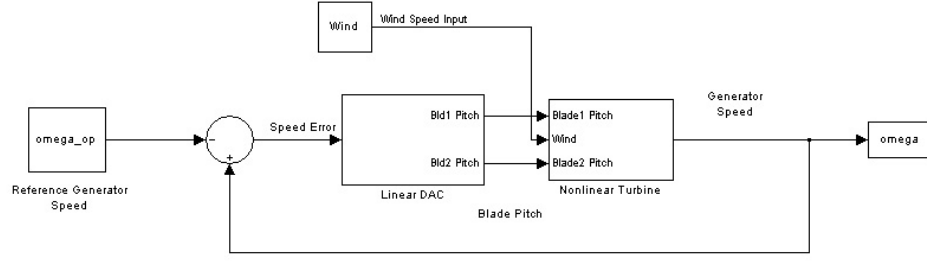 Wind
Wind Speed Input
omega_op
Reference Generator
Speed
-
+
Speed Error
Bld1 Pitch
Bld2 Pitch
Linear DAC
Blade Pitch
Blade1 Pitch
Wind
Blade2 Pitch
Nonlinear Turbine
Generator
Speed
omega